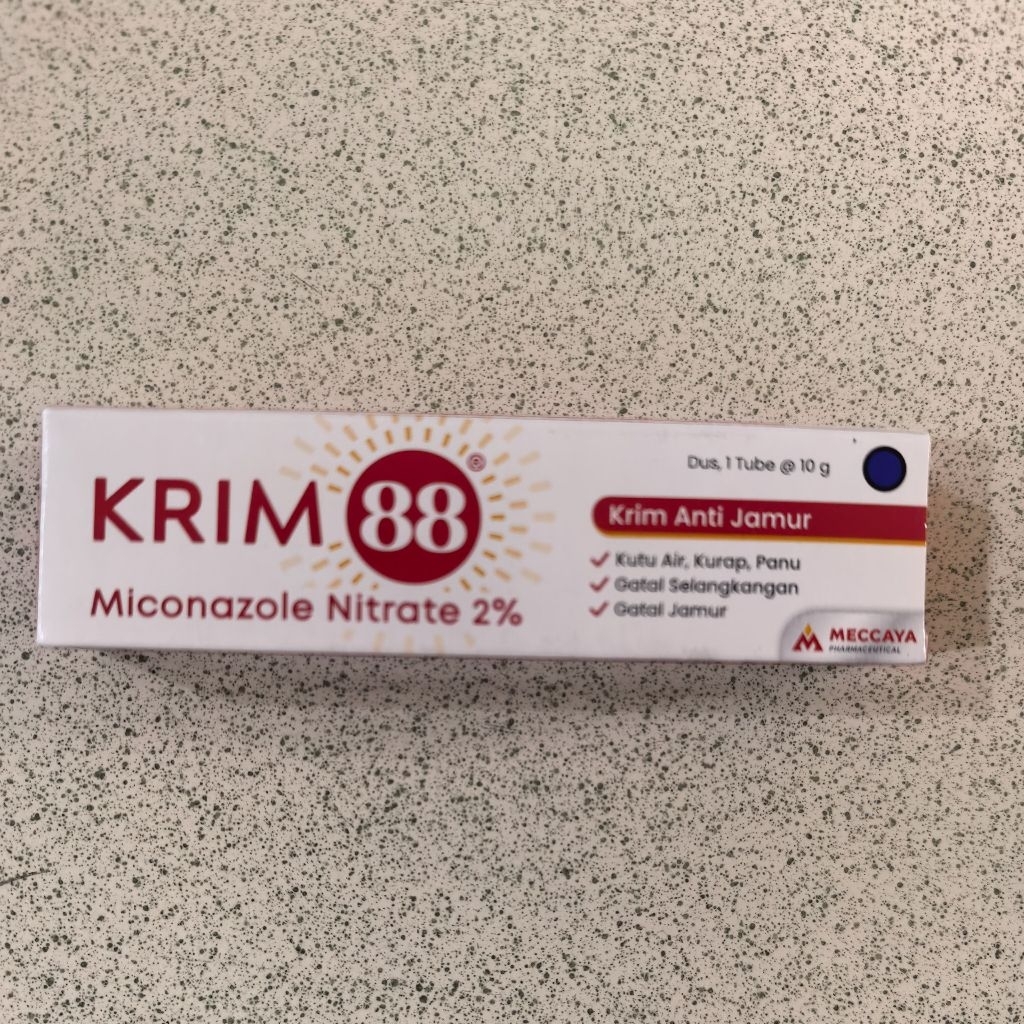 KRIM 88®
Miconazole Nitrate 2%
Dus, 1 Tube @ 10 g
Krim Anti Jamur
Kutu Air, Kurap, Panu
Gatal Selangkangan
Gatal Jamur
MECCAYA
PHARMACEUTICAL